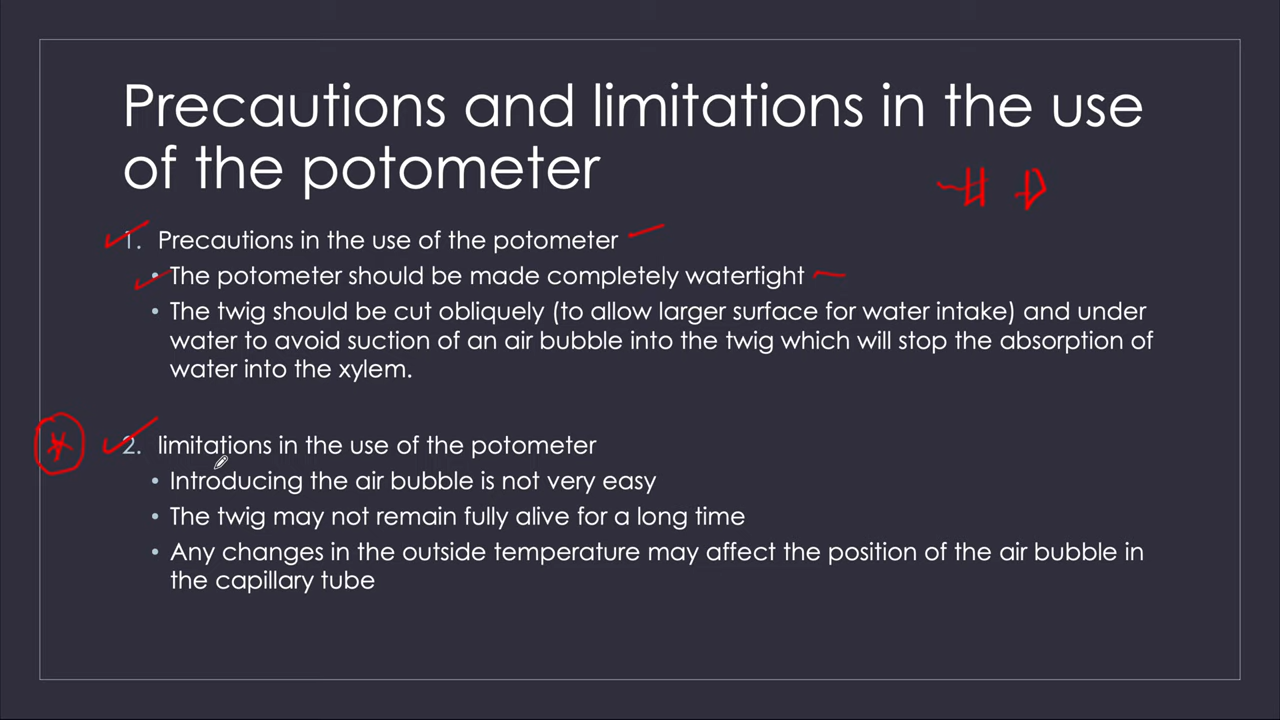 Precautions and limitations in the use
of the potometer
1. Precautions in the use of the potometer
• The potometer should be made completely watertight
• The twig should be cut obliquely (to allow larger surface for water intake) and under
water to avoid suction of an air bubble into the twig which will stop the absorption of
water into the xylem.
2. limitations in the use of the potometer
• Introducing the air bubble is not very easy
• The twig may not remain fully alive for a long time
• Any changes in the outside temperature may affect the position of the air bubble in
the capillary tube